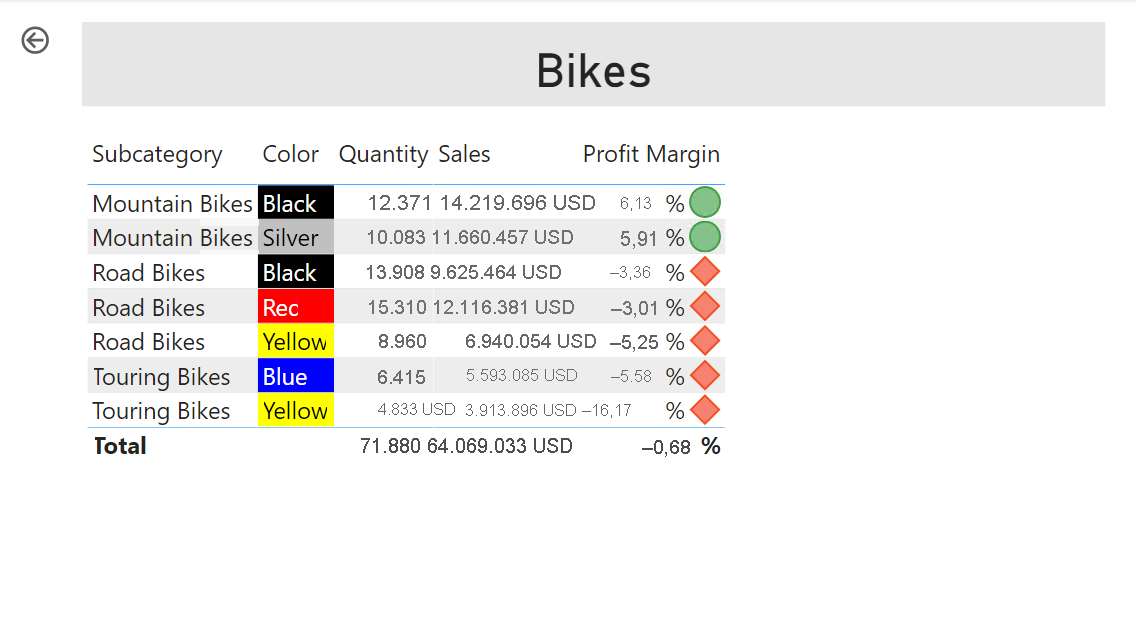 Bikes
Subcategory Color Quantity Sales Profit Margin
Mountain Bikes Black 12.371 14.219.696 USD 6,13 %
Mountain Bikes Silver 10.083 11.660.457 USD 5,91 %
Road Bikes Black 13.908 9.625.464 USD –3,36 %
Road Bikes Red 15.310 12.116.381 USD –3,01 %
Road Bikes Yellow 8.960 6.940.054 USD –5,25 %
Touring Bikes Blue 6.415 5.593.085 USD –5.58 %
Touring Bikes Yellow 4.833 USD 3.913.896 USD –16,17 %
Total 71.880 64.069.033 USD –0,68 %